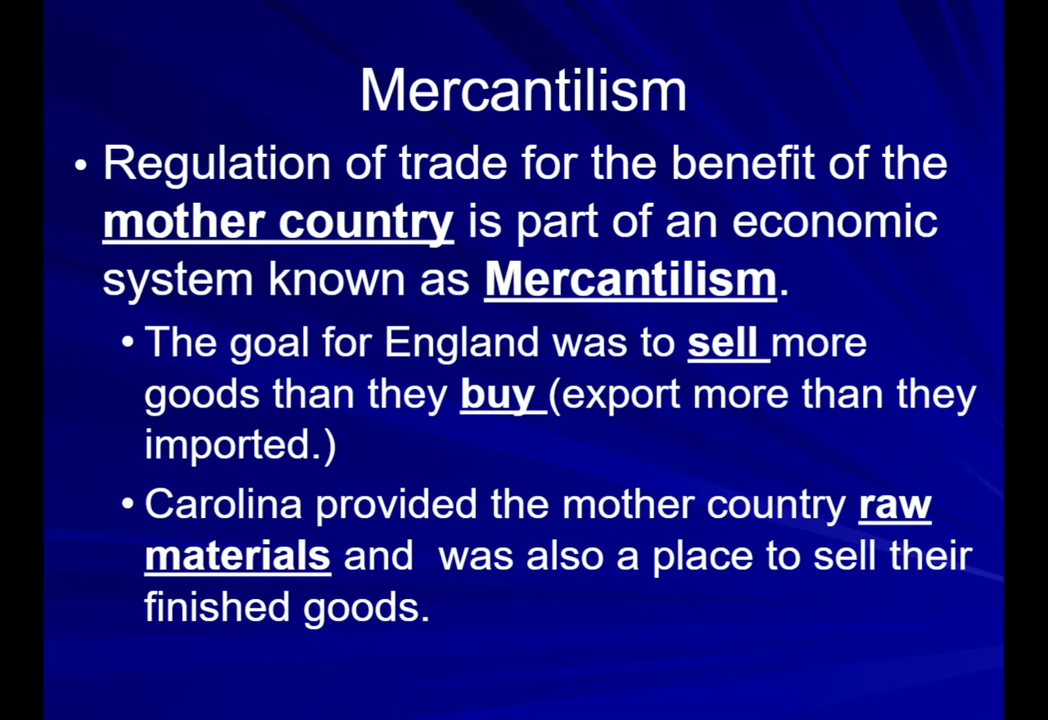 Mercantilism
• Regulation of trade for the benefit of the
mother country is part of an economic
system known as Mercantilism.
• The goal for England was to sell more
goods than they buy (export more than they
imported.)
• Carolina provided the mother country raw
materials and  was also a place to sell their
finished goods.